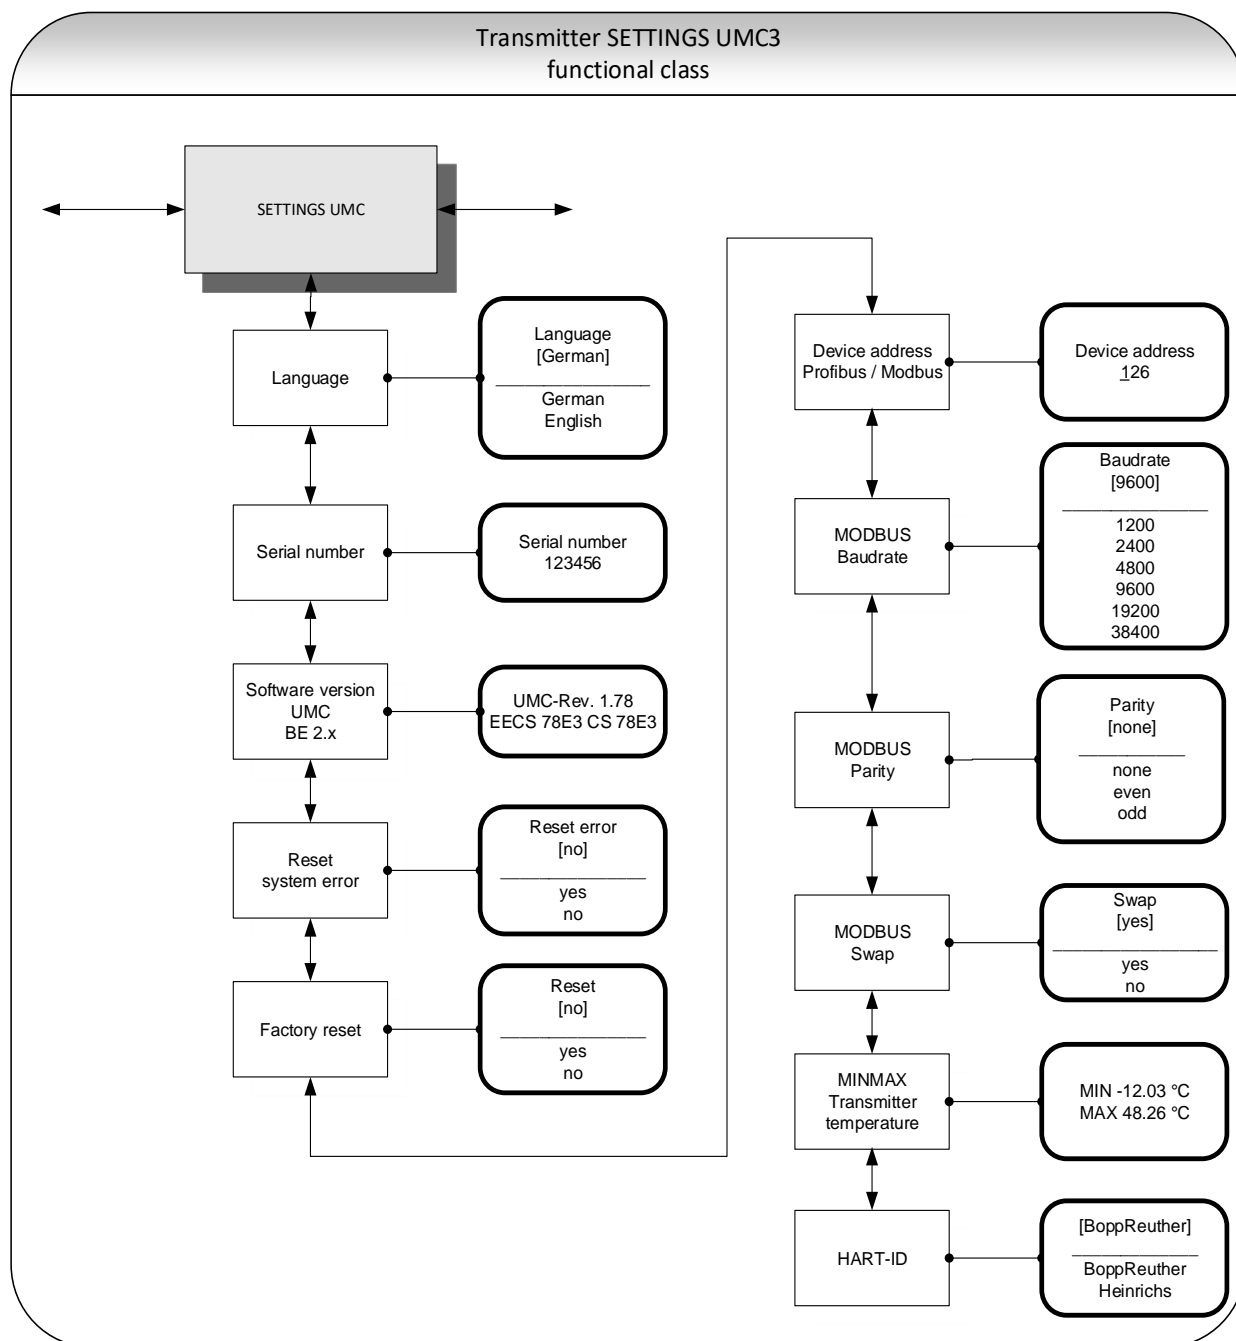 Transmitter SETTINGS UMC3
functional class
SETTINGS UMC
Language
Language
[German]
German
English
Serial number
Serial number
123456
Software version
UMC
BE 2.x
UMC-Rev. 1.78
EECS 78E3 CS 78E3
Reset
system error
Reset error
[no]
yes
no
Factory reset
Reset
[no]
yes
no
Device address
Profibus / Modbus
Device address
126
MODBUS
Baudrate
Baudrate
[9600]
1200
2400
4800
9600
19200
38400
MODBUS
Parity
Parity
[none]
none
even
odd
MODBUS
Swap
Swap
[yes]
yes
no
MINMAX
Transmitter
temperature
MIN -12.03 °C
MAX 48.26 °C
HART-ID
[BoppReuther]
BoppReuther
Heinrichs